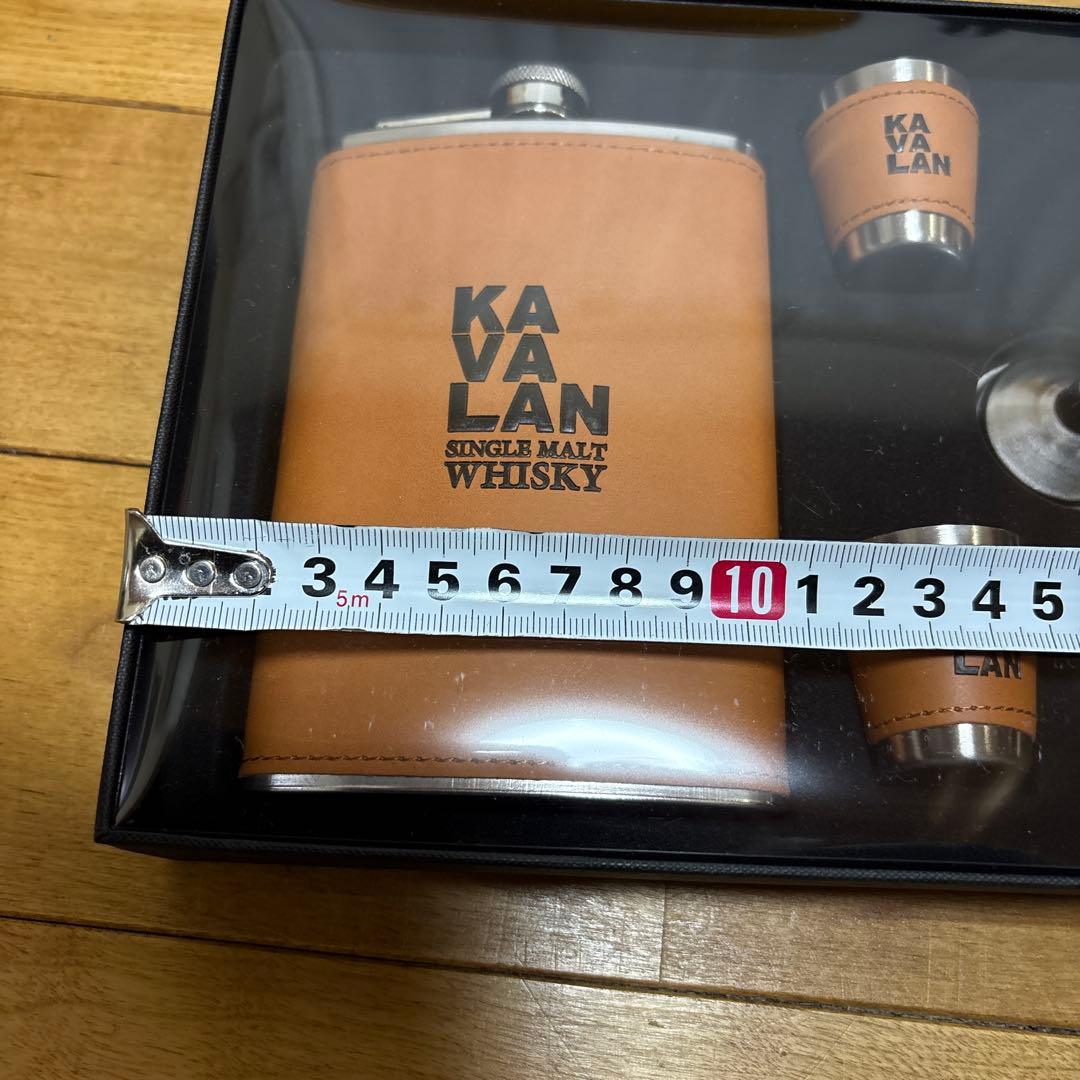 KA
VA
LAN
KA
VA
LAN
SINGLE MALT
WHISKY
3 4 5 6 7 8 9 10 1 2 3 4 5
5m
LAN